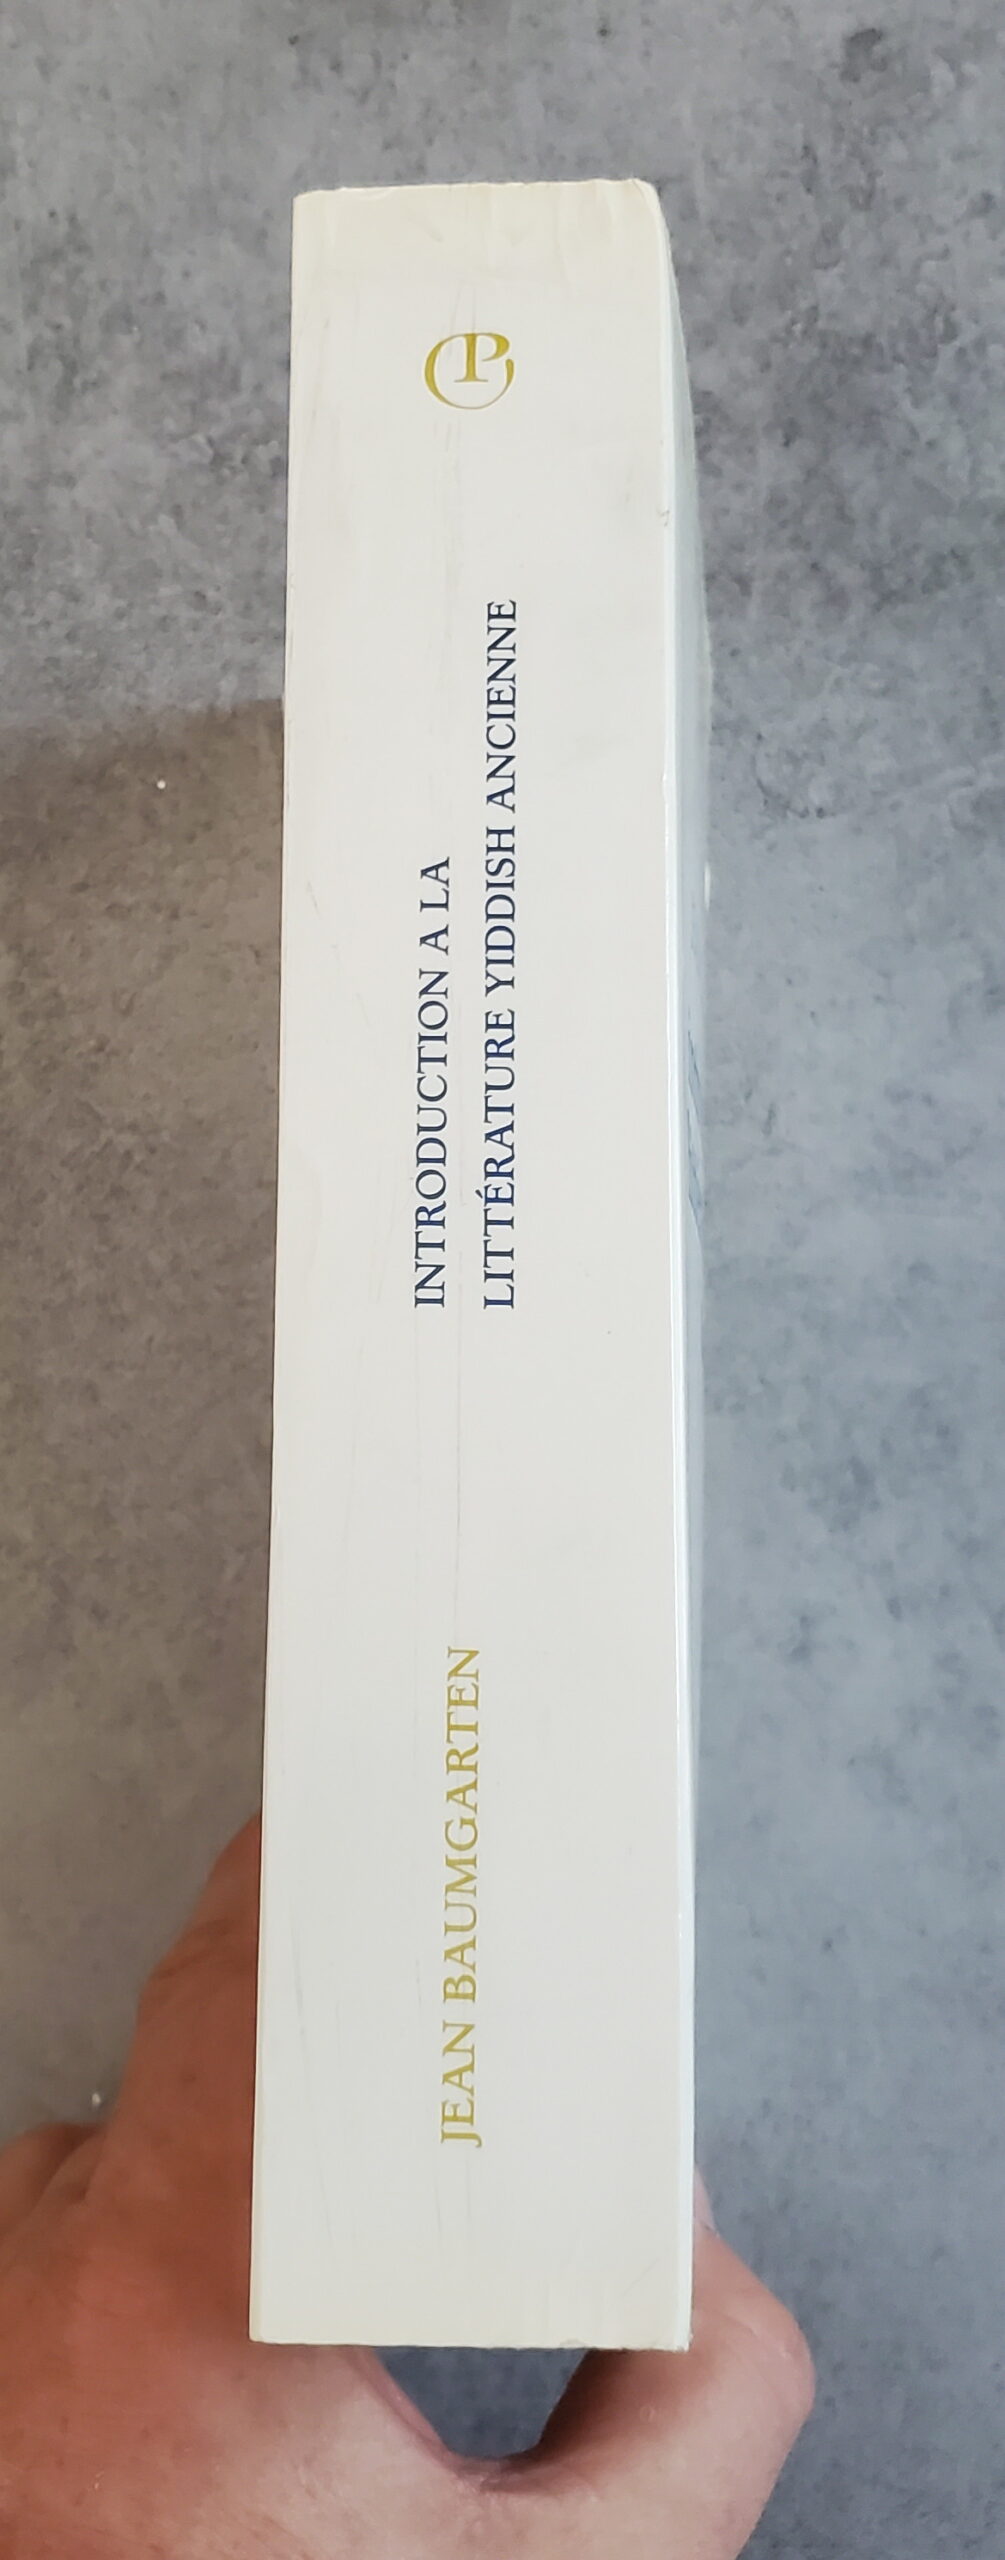 JEAN BAUMGARTEN
INTRODUCTION A LA
LITTÉRATURE YIDDISH ANCIENNE